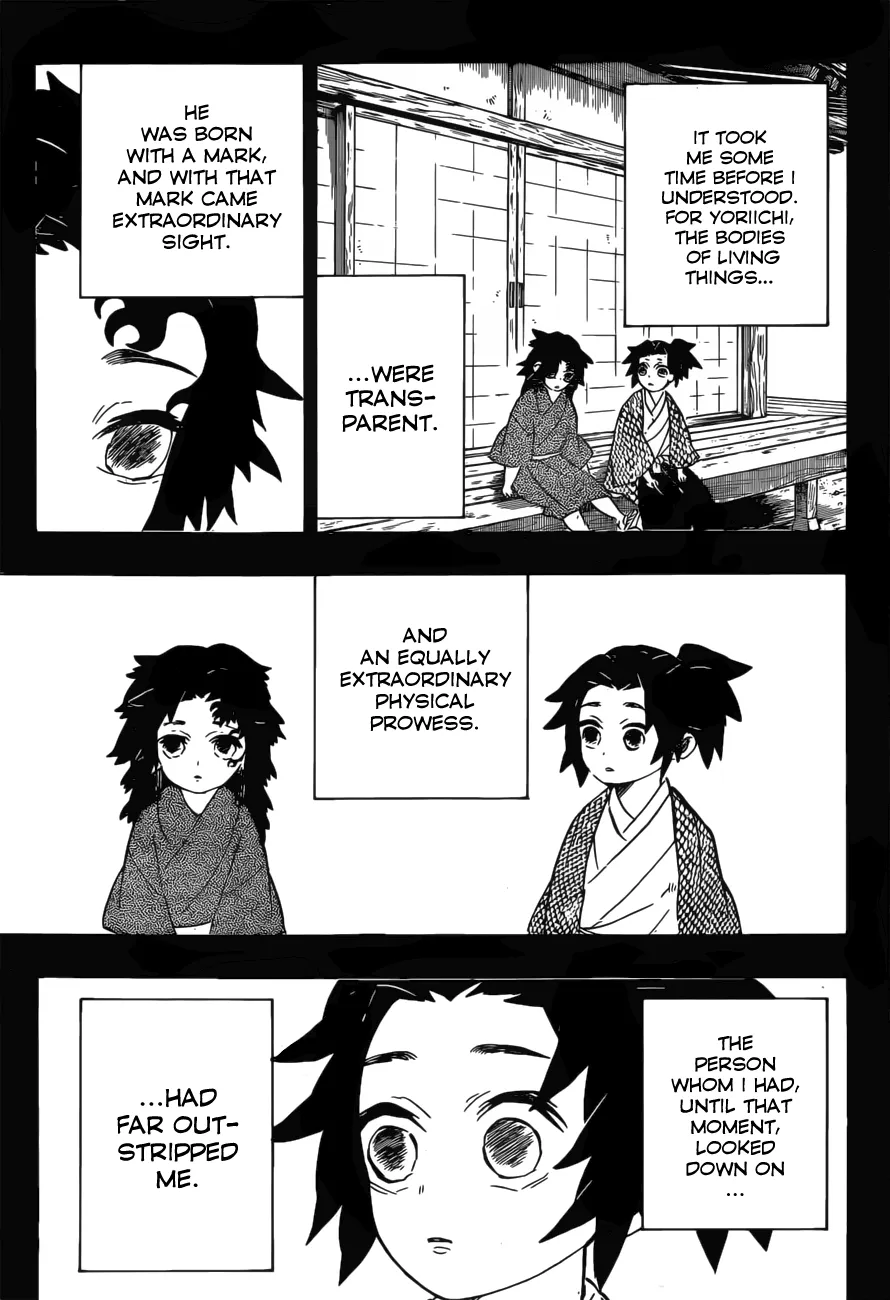 IT TOOK
ME SOME
TIME BEFORE I
UNDERSTOOD.
FOR YORIICHI,
THE BODIES
OF LIVING
THINGS...
...WERE
TRANS-
PARENT.
HE
WAS BORN
WITH A MARK,
AND WITH THAT
MARK CAME
EXTRAORDINARY
SIGHT.
AND
AN EQUALLY
EXTRAORDINARY
PHYSICAL
PROWESS.
THE
PERSON
WHOM I HAD,
UNTIL THAT
MOMENT,
LOOKED
DOWN ON
...
...HAD
FAR OUT-
STRIPPED
ME.